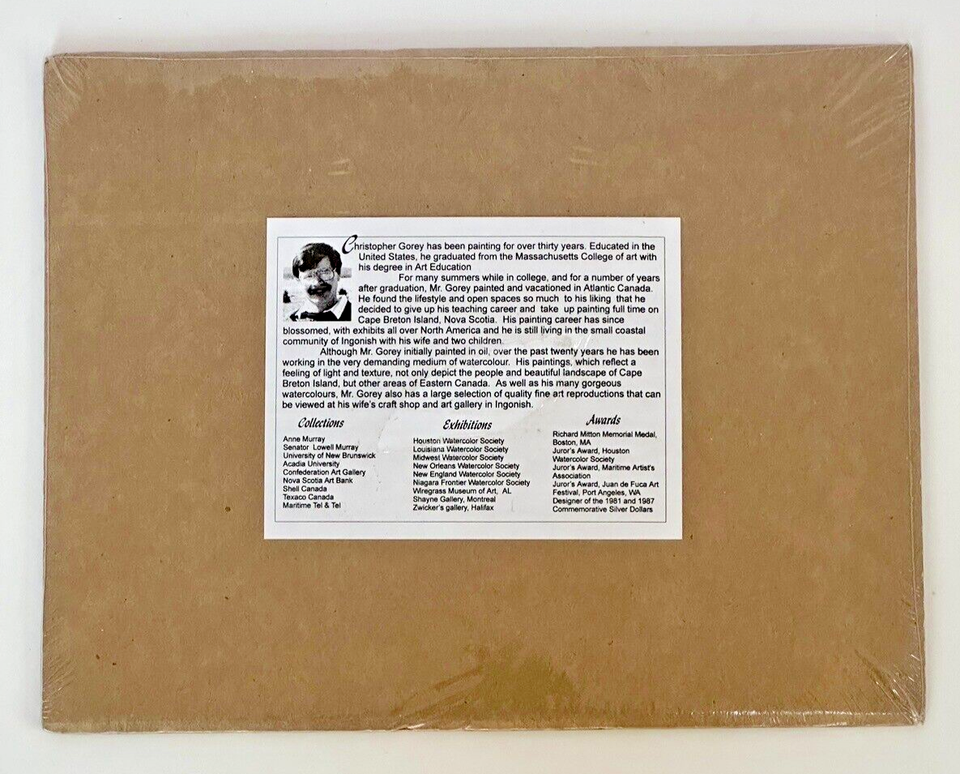 Christopher Gorey has been painting for over thirty years. Educated in the
United States, he graduated from the Massachusetts College of art with
his degree in Art Education
For many summers while in college, and for a number of years
after graduation, Mr. Gorey painted and vacationed in Atlantic Canada.
He found the lifestyle and open spaces so much to his liking that he
decided to give up his teaching career and take up painting full time on
Cape Breton Island, Nova Scotia. His painting career has since
blossomed, with exhibits all over North America and he is still living in the small coastal
community of Ingonish with his wife and two children.
Although Mr. Gorey initially painted in oil, over the past twenty years he has been
working in the very demanding medium of watercolour. His paintings, which reflect a
feeling of light and texture, not only depict the people and beautiful landscape of Cape
Breton Island, but other areas of Eastern Canada. As well as his many gorgeous
watercolours, Mr. Gorey also has a large selection of quality fine art reproductions that can
be viewed at his wife's craft shop and art gallery in Ingonish.
Collections
Anne Murray
Senator Lowell Murray
University of New Brunswick
Acadia University
Confederation Art Gallery
Nova Scotia Art Bank
Shell Canada
Texaco Canada
Maritime Tel & Tel
Exhibitions
Houston Watercolor Society
Louisiana Watercolor Society
Midwest Watercolor Society
New Orleans Watercolor Society
New England Watercolor Society
Niagara Frontier Watercolor Society
Wiregrass Museum of Art, AL
Shayne Gallery, Montreal
Zwicker's gallery, Halifax
Awards
Richard Mitton Memorial Medal,
Boston, MA
Juror's Award, Houston
Watercolor Society
Juror's Award, Maritime Artist's
Association
Juror's Award, Juan de Fuca Art
Festival, Port Angeles, WA
Designer of the 1981 and 1987
Commemorative Silver Dollars